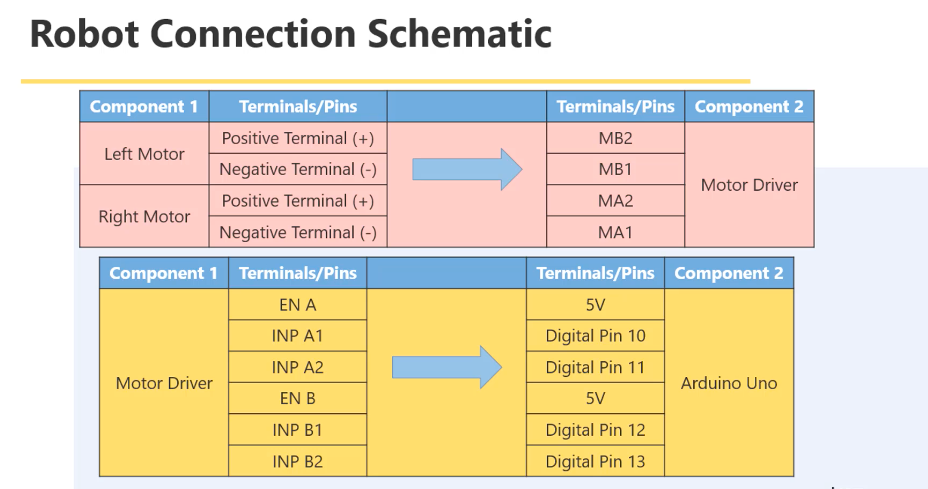 Robot Connection Schematic
Component 1 Terminals/Pins Terminals/Pins Component 2
Left Motor
Positive Terminal (+) MB2
Negative Terminal (-) MB1
Right Motor
Positive Terminal (+) MA2
Negative Terminal (-) MA1
Motor Driver
Component 1 Terminals/Pins Terminals/Pins Component 2
Motor Driver
EN A 5V
INP A1 Digital Pin 10
INP A2 Digital Pin 11
EN B 5V
INP B1 Digital Pin 12
INP B2 Digital Pin 13
Arduino Uno